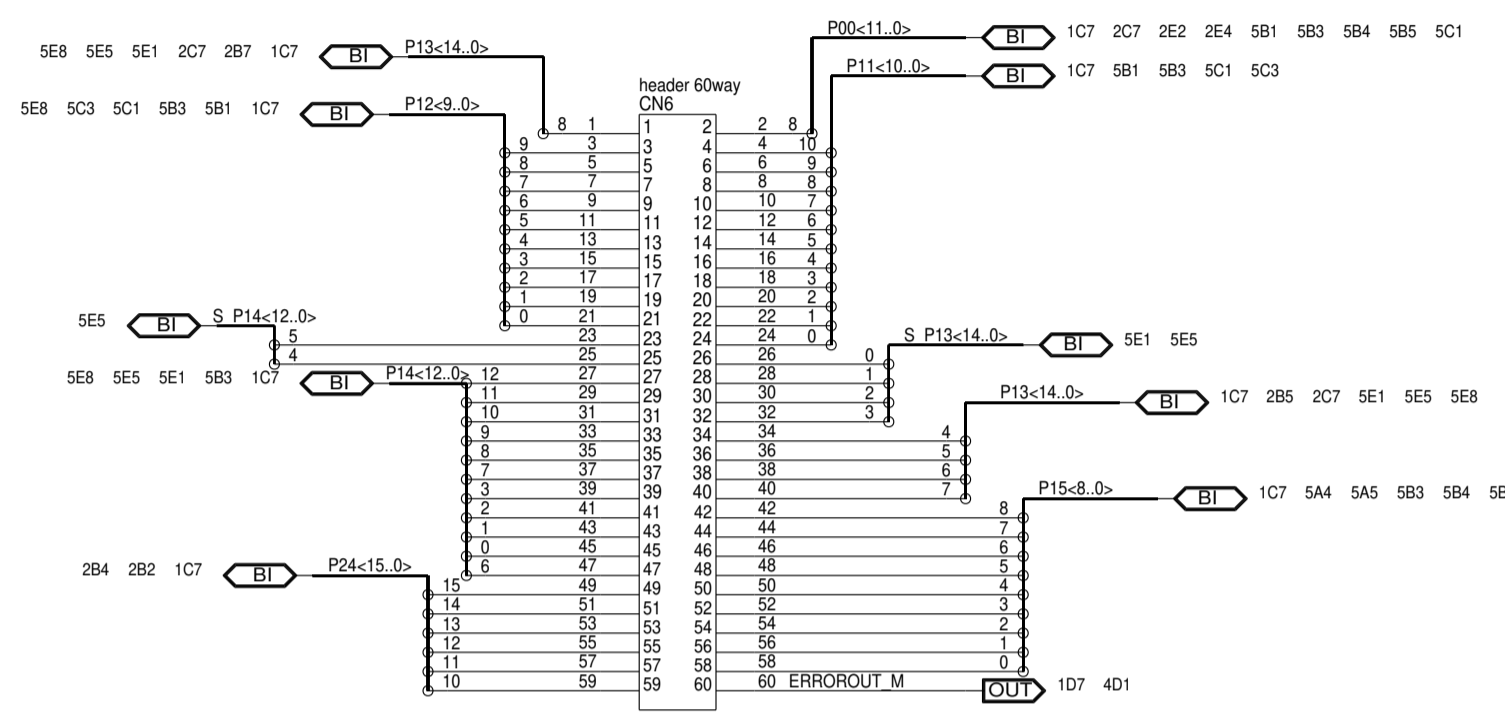 P00<11..0> BI 1C7 2C7 2E2 2E4 5B1 5B3 5B4 5B5 5C1
5E8 5E5 5E1 2C7 2B7 1C7 BI P13<14..0>
P11<10..0> BI 1C7 5B1 5B3 5C1 5C3
header 60way
5E8 5C3 5C1 5B3 5B1 1C7 BI P12<9..0> CN6
8 1 1 2 2 8
9 3 3 4 4 10
8 5 5 6 6 9
7 7 7 8 8 8
6 9 9 10 10 7
5 11 11 12 12 6
4 13 13 14 14 5
3 15 15 16 16 4
2 17 17 18 18 3
1 19 19 20 20 2
0 21 21 22 22 1
5E5 BI S P14<12..0>
5 23 23 24 24 0
S P13<14..0> BI 5E1 5E5
4 25 25 26 26 0
5E8 5E5 5E1 5B3 1C7 BI P14<12..0>
12 27 27 28 28 1
11 29 29 30 30 2
P13<14..0> BI 1C7 2B5 2C7 5E1 5E5 5E8
10 31 31 32 32 3
9 33 33 34 34 4
8 35 35 36 36 5
7 37 37 38 38 6
3 39 39 40 40 7
P15<8..0> BI 1C7 5A4 5A5 5B3 5B4
2 41 41 42 42 8
1 43 43 44 44 7
0 45 45 46 46 6
6 47 47 48 48 5
2B4 2B2 1C7 BI P24<15..0>
15 49 49 50 50 4
14 51 51 52 52 3
13 53 53 54 54 2
12 55 55 56 56 1
11 57 57 58 58 0
10 59 59 60 60 ERROROUT_M OUT 1D7 4D1